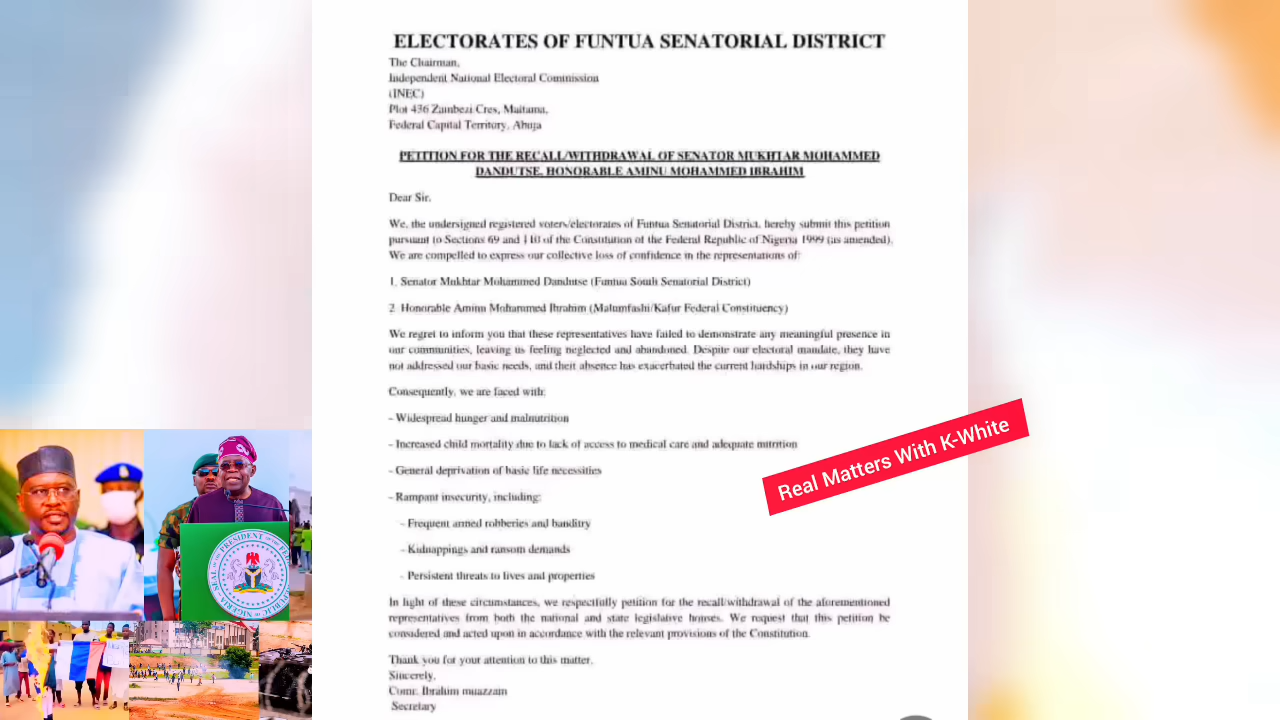 ELECTORATES OF FUNTUA SENATORIAL DISTRICT
The Chairman,
Independent National Electoral Commission
(INEC)
Plot 436 Zambezi Cres, Maitama,
Federal Capital Territory, Abuja
PETITION FOR THE RECALL/WITHDRAWAL OF SENATOR MUKHTAR MOHAMMED
DANDUTSE, HONORABLE AMINU MOHAMMED IBRAHIM
Dear Sir,
We, the undersigned registered voters/electorates of Funtua Senatorial District, hereby submit this petition
pursuant to Sections 69 and 110 of the Constitution of the Federal Republic of Nigeria 1999 (as amended).
We are compelled to express our collective loss of confidence in the representations of:
1. Senator Mukhtar Mohammed Dandutse (Funtua South Senatorial District)
2 Honorable Aminu Mohammed Ibrahim (Malumfashi/Kafur Federal Constituency)
We regret to inform you that these representatives have failed to demonstrate any meaningful presence in
our communities, leaving us feeling neglected and abandoned. Despite our electoral mandate, they have
not addressed our basic needs, and their absence has exacerbated the current hardships in our region.
Consequently, we are faced with:
- Widespread hunger and malnutrition
- Increased child mortality due to lack of access to medical care and adequate nutrition
- General deprivation of basic life necessities
- Rampant insecurity, including:
- Frequent armed robberies and banditry
- Kidnappings and ransom demands
- Persistent threats to lives and properties
In light of these circumstances, we respectfully petition for the recall/withdrawal of the aforementioned
representatives from both the national and state legislative houses. We request that this petition be
considered and acted upon in accordance with the relevant provisions of the Constitution.
Thank you for your attention to this matter.
Sincerely,
Comr. Ibrahim muazzam
Secretary
Real Matters With K-White